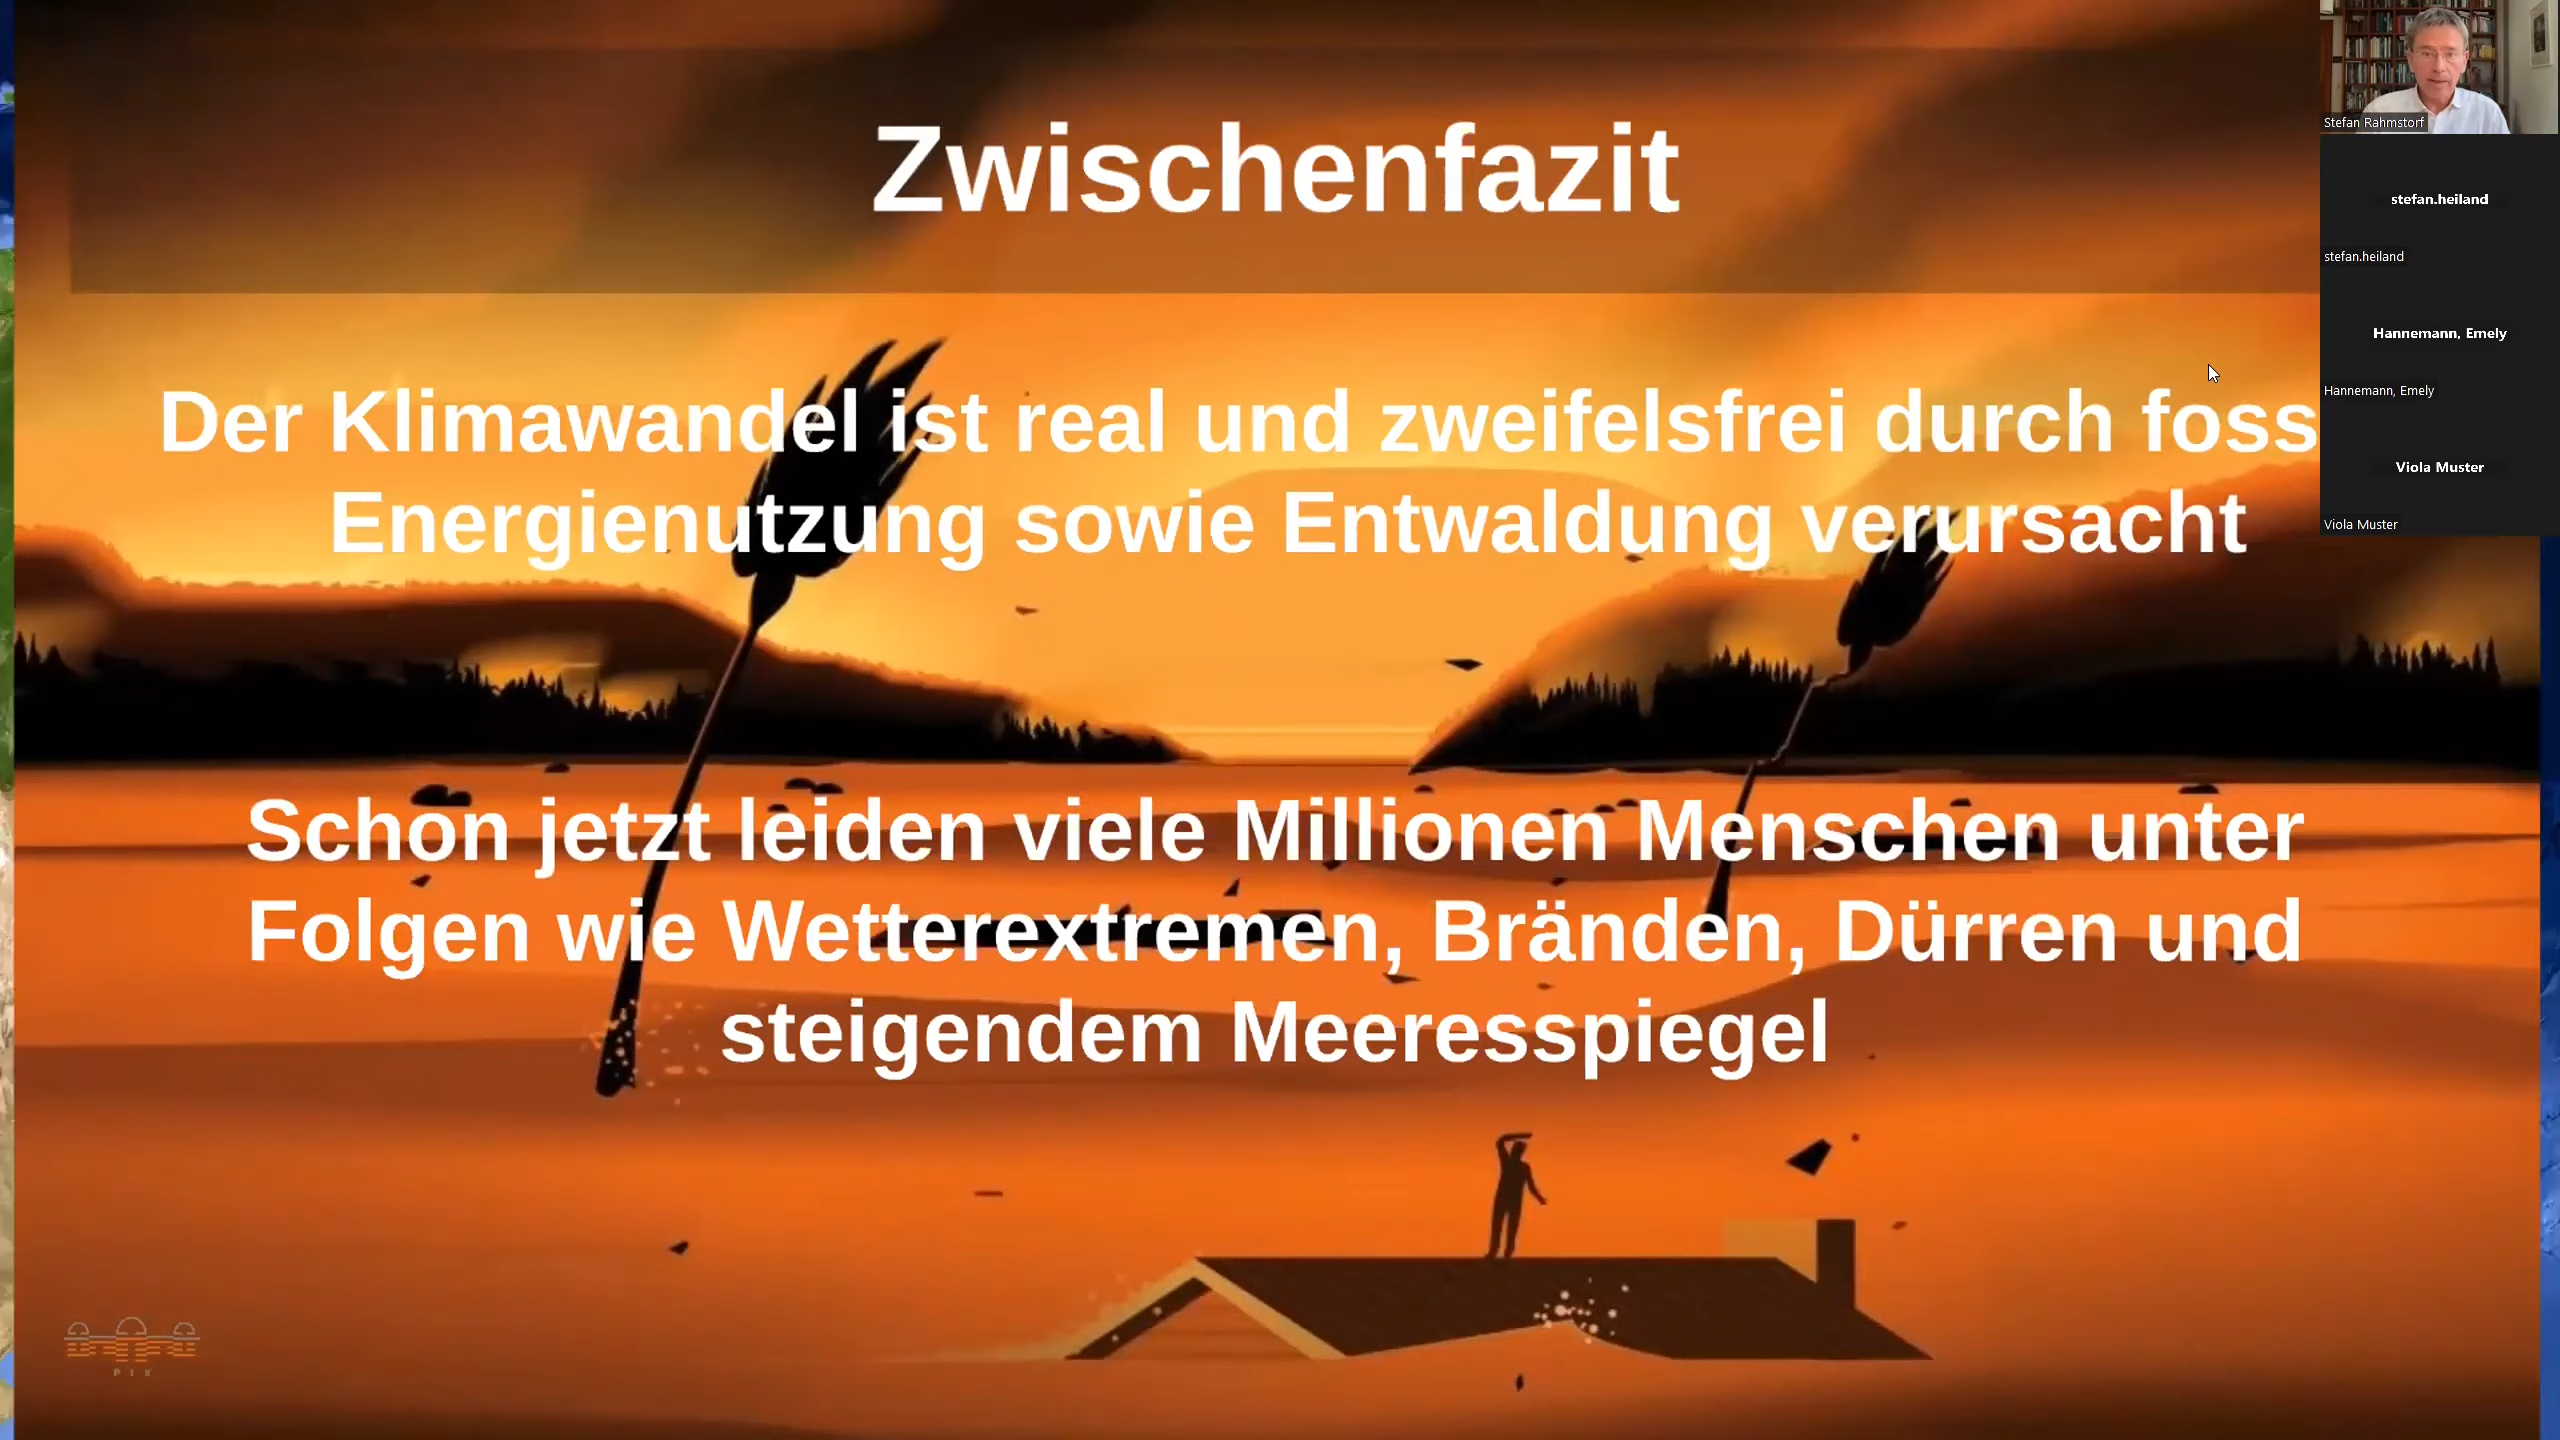 Zwischenfazit
Der Klimawandel ist real und zweifelsfrei durch foss
Energienutzung sowie Entwaldung verursacht
Schon jetzt leiden viele Millionen Menschen unter
Folgen wie Wetterextremen, Bränden, Dürren und
steigendem Meeresspiegel
PIK
Stefan Rahmstorf
stefan.heiland
stefan.heiland
Hannemann, Emely
Hannemann, Emely
Viola Muster
Viola Muster